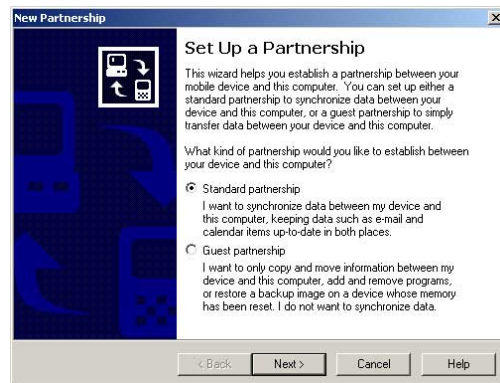 New Partnership
Set Up a Partnership
This wizard helps you establish a partnership between your
mobile device and this computer. You can set up either a
standard partnership to synchronize data between your
device and this computer, or a guest partnership to simply
transfer data between your device and this computer.
What kind of partnership would you like to establish between
your device and this computer?
Standard partnership
I want to synchronize data between my device and
this computer, keeping data such as e-mail and
calendar items up-to-date in both places.
Guest partnership
I want to only copy and move information between my
device and this computer, add and remove programs,
or restore a backup image on a device whose memory
has been reset. I do not want to synchronize data.
< Back Next > Cancel Help